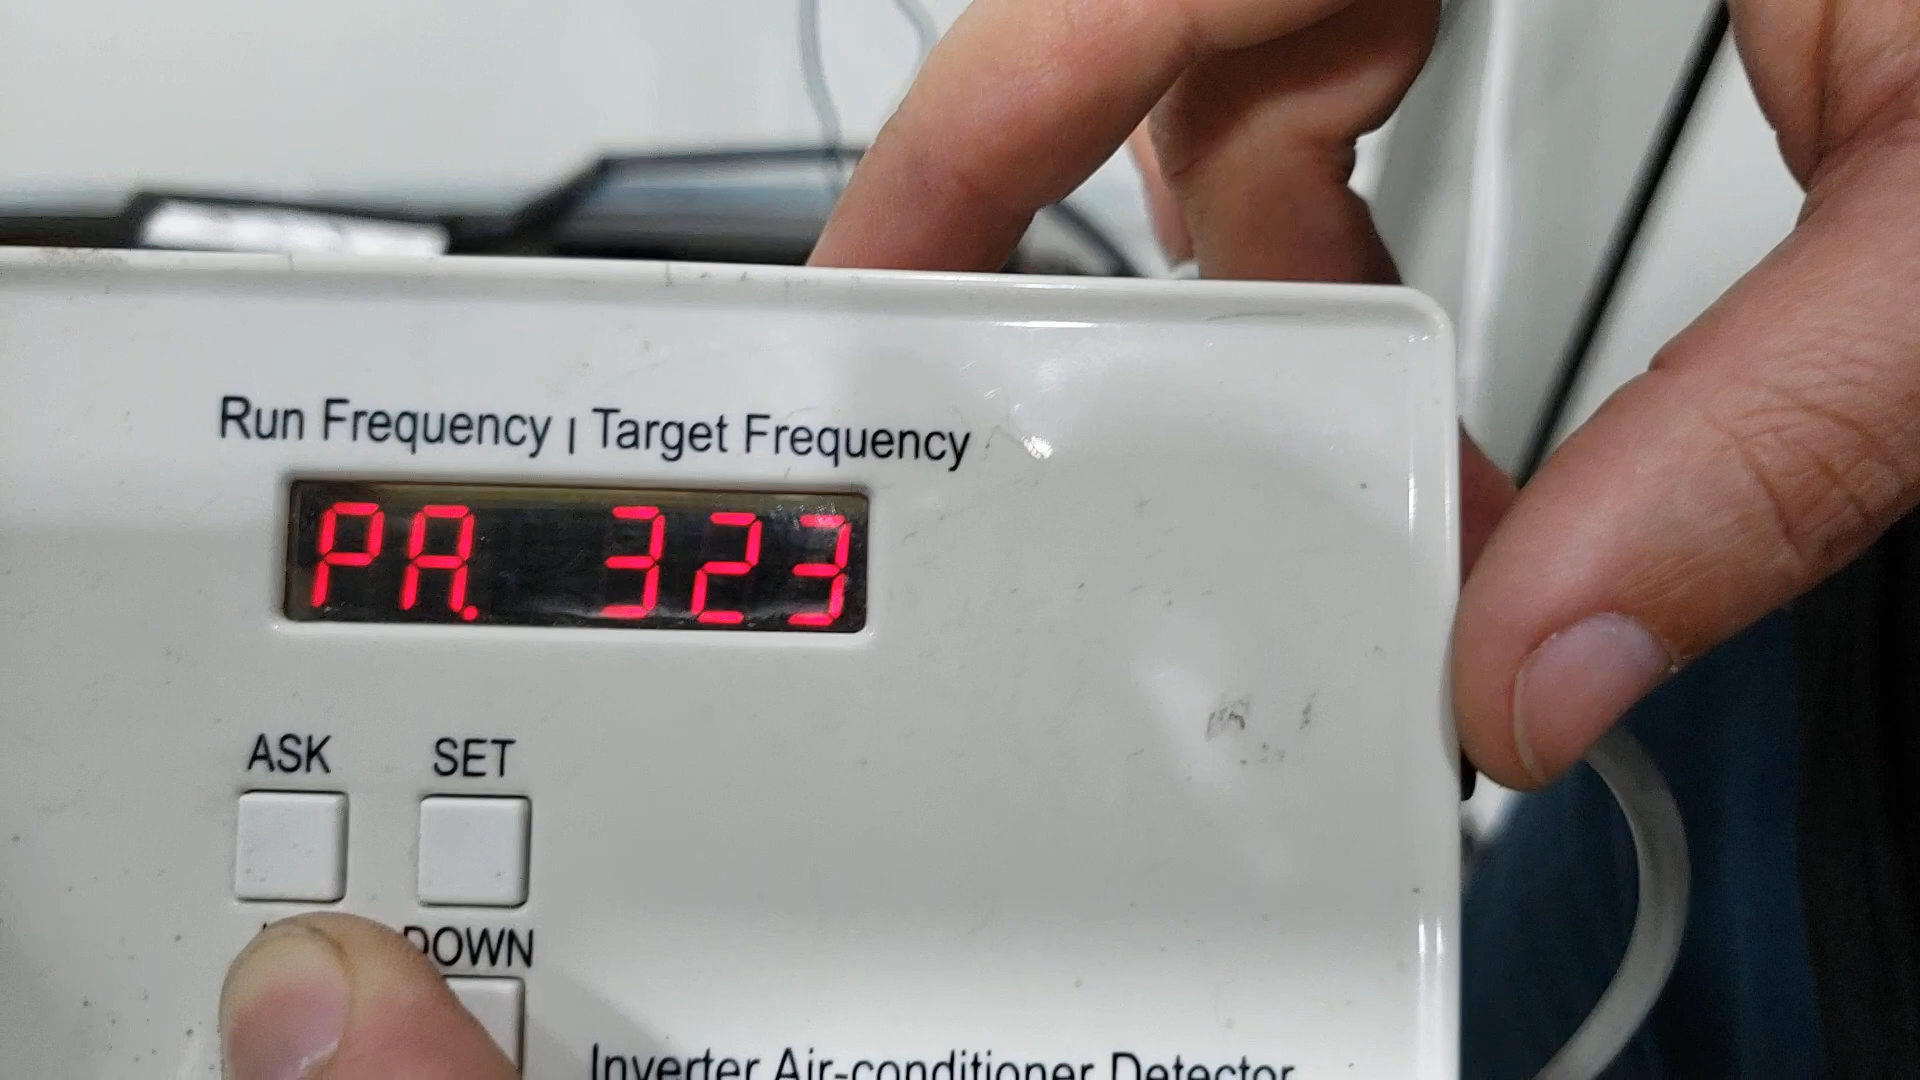 Run Frequency | Target Frequency
PA. 323
ASK SET
DOWN
Inverter Air-conditioner Detector